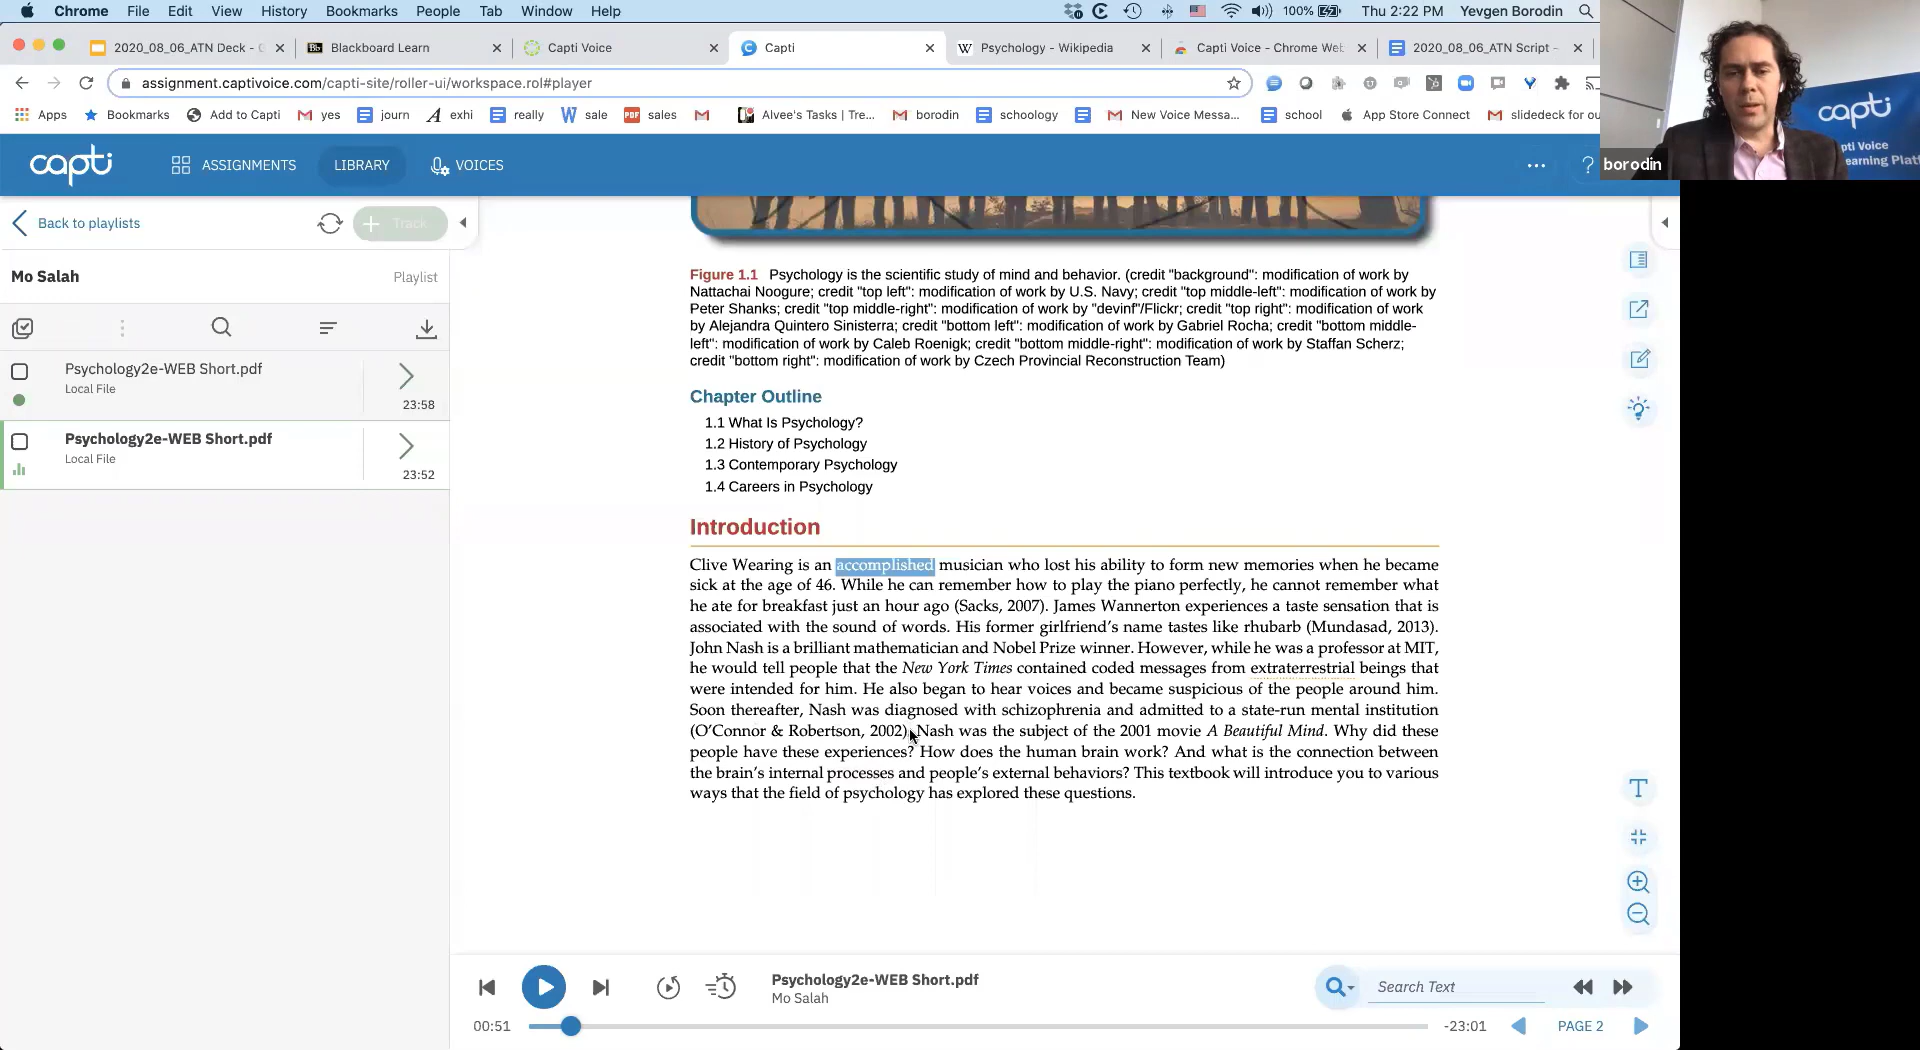 Chrome File Edit View History Bookmarks People Tab Window Help 100% Thu 2:22 PM Yevgen Borodin
2020_08_06_ATN Deck - Blackboard Learn Capti Voice Capti Psychology - Wikipedia Capti Voice - Chrome Web 2020_08_06_ATN Script -
assignment.captivoice.com/capti-site/roller-ui/workspace.rol#player
Apps Bookmarks Add to Capti yes journ exhi really sale sales Alvee's Tasks | Tre... borodin schoology New Voice Messa... school App Store Connect slidedeck for ou
capti ASSIGNMENTS LIBRARY VOICES ... ?
borodin
capti
pti Voice
earning Platf
Back to playlists
Track
Mo Salah Playlist
Psychology2e-WEB Short.pdf
Local File
23:58
Psychology2e-WEB Short.pdf
Local File
23:52
Figure 1.1 Psychology is the scientific study of mind and behavior. (credit "background": modification of work by
Nattachai Noogure; credit "top left": modification of work by U.S. Navy; credit "top middle-left": modification of work by
Peter Shanks; credit "top middle-right": modification of work by "devinf"/Flickr; credit "top right": modification of work
by Alejandra Quintero Sinisterra; credit "bottom left": modification of work by Gabriel Rocha; credit "bottom middle-
left": modification of work by Caleb Roenigk; credit "bottom middle-right": modification of work by Staffan Scherz;
credit "bottom right": modification of work by Czech Provincial Reconstruction Team)
Chapter Outline
1.1 What Is Psychology?
1.2 History of Psychology
1.3 Contemporary Psychology
1.4 Careers in Psychology
Introduction
Clive Wearing is an accomplished musician who lost his ability to form new memories when he became
sick at the age of 46. While he can remember how to play the piano perfectly, he cannot remember what
he ate for breakfast just an hour ago (Sacks, 2007). James Wannerton experiences a taste sensation that is
associated with the sound of words. His former girlfriend's name tastes like rhubarb (Mundasad, 2013).
John Nash is a brilliant mathematician and Nobel Prize winner. However, while he was a professor at MIT,
he would tell people that the New York Times contained coded messages from extraterrestrial beings that
were intended for him. He also began to hear voices and became suspicious of the people around him.
Soon thereafter, Nash was diagnosed with schizophrenia and admitted to a state-run mental institution
(O'Connor & Robertson, 2002). Nash was the subject of the 2001 movie A Beautiful Mind. Why did these
people have these experiences? How does the human brain work? And what is the connection between
the brain's internal processes and people's external behaviors? This textbook will introduce you to various
ways that the field of psychology has explored these questions.
Psychology2e-WEB Short.pdf
Mo Salah
Search Text
00:51 -23:01 PAGE 2